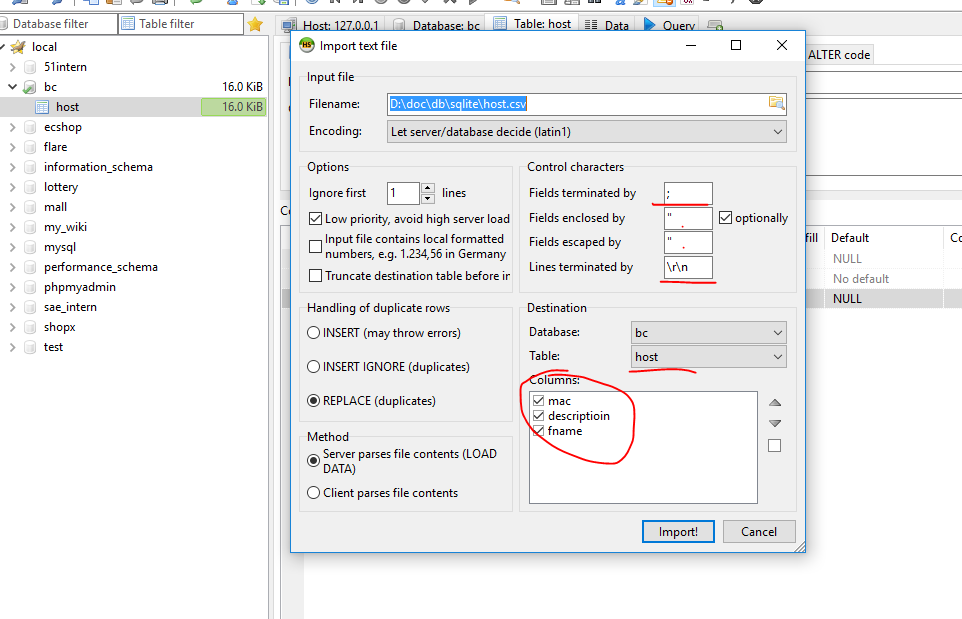 Database filter
Table filter
Host: 127.0.0.1
Database: bc
Table: host
Data
Query
local
51intern
bc 16.0 KiB
host 16.0 KiB
ecshop
flare
information_schema
lottery
mall
my_wiki
mysql
performance_schema
phpmyadmin
sae_intern
shopx
test
ALTER code
fill Default
NULL
No default
NULL
HS
Import text file
Input file
Filename: D:\doc\db\sqlite\host.csv
Encoding: Let server/database decide (latin1)
Options
Ignore first 1 lines
Low priority, avoid high server load
Input file contains local formatted
numbers, e.g. 1.234,56 in Germany
Truncate destination table before ir
Control characters
Fields terminated by ;
Fields enclosed by " optionally
Fields escaped by "
Lines terminated by \r\n
Handling of duplicate rows
INSERT (may throw errors)
INSERT IGNORE (duplicates)
REPLACE (duplicates)
Method
Server parses file contents (LOAD
DATA)
Client parses file contents
Destination
Database: bc
Table: host
Columns:
mac
descriptioin
fname
Import!
Cancel